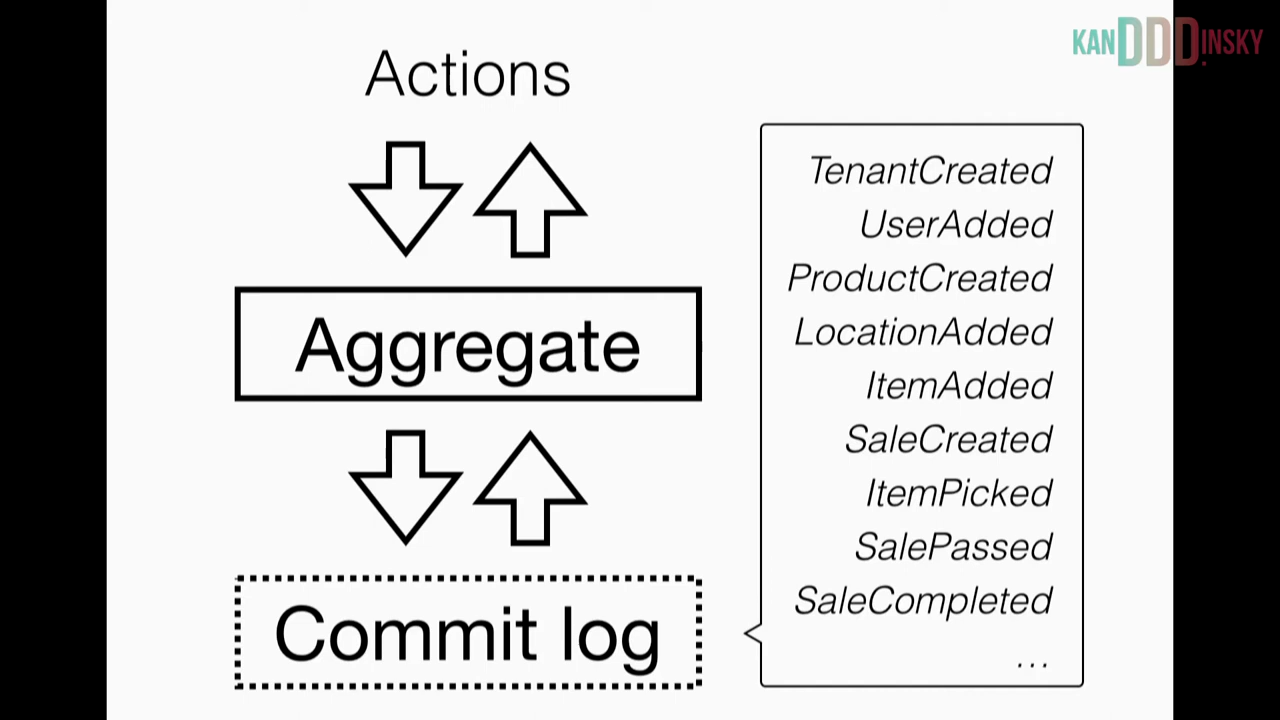 KANDDDINSKY
Actions
Aggregate
Commit log
TenantCreated
UserAdded
ProductCreated
LocationAdded
ItemAdded
SaleCreated
ItemPicked
SalePassed
SaleCompleted
...